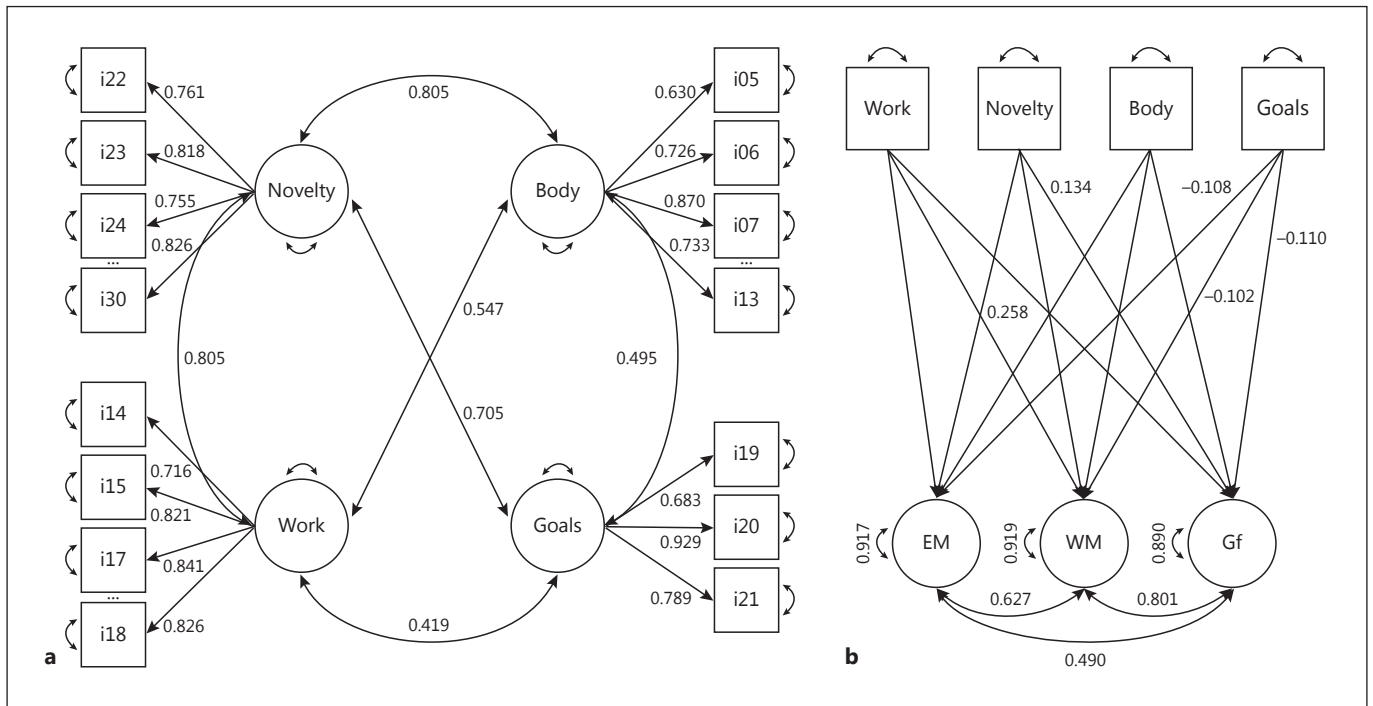 i22
0.761
i23
0.818
i24
0.755
0.826
...
i30
Novelty
0.805
Body
0.630
i05
0.726
i06
0.870
i07
0.733
...
i13
0.547
0.805
0.495
0.705
i14
0.716
i15
0.821
i17
0.841
...
i18
0.826
Work
Goals
0.419
0.683
i19
0.929
i20
0.789
i21
a
Work
Novelty
Body
Goals
0.134
–0.108
–0.110
0.258
–0.102
0.917
EM
0.919
WM
0.890
Gf
0.627
0.801
0.490
b